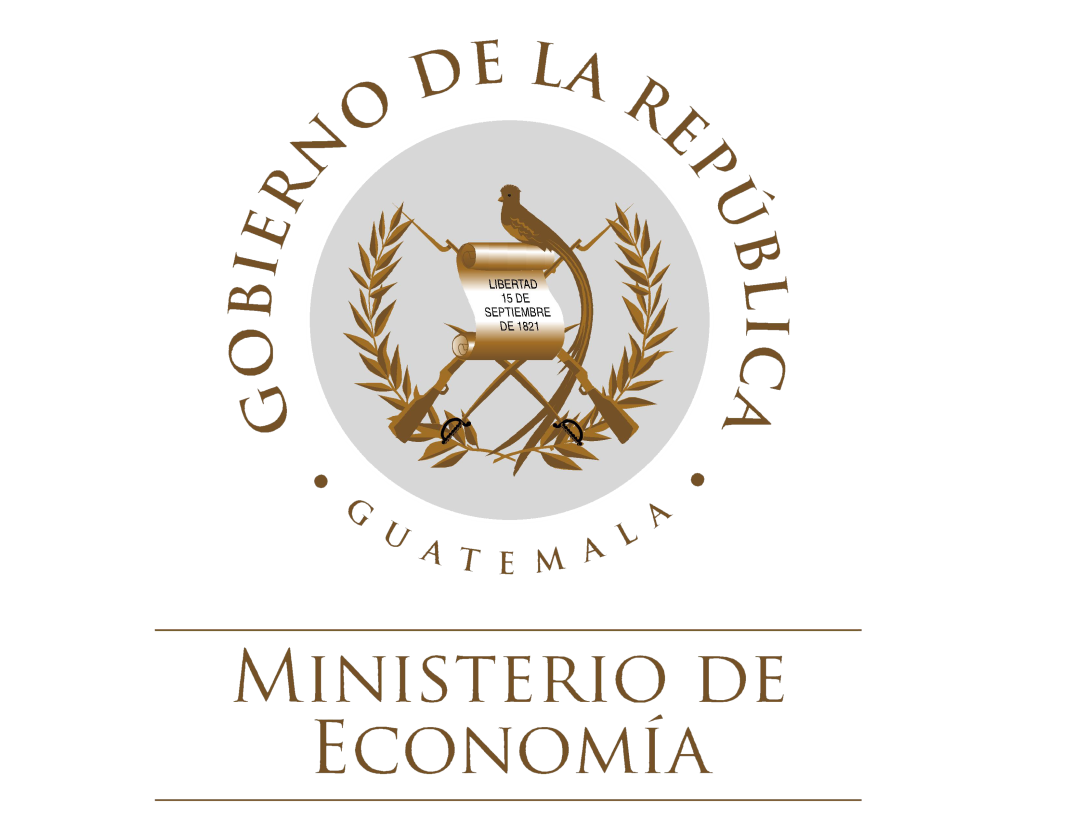 GOBIERNO DE LA REPÚBLICA
LIBERTAD
15 DE
SEPTIEMBRE
DE 1821
• GUATEMALA •
MINISTERIO DE
ECONOMÍA